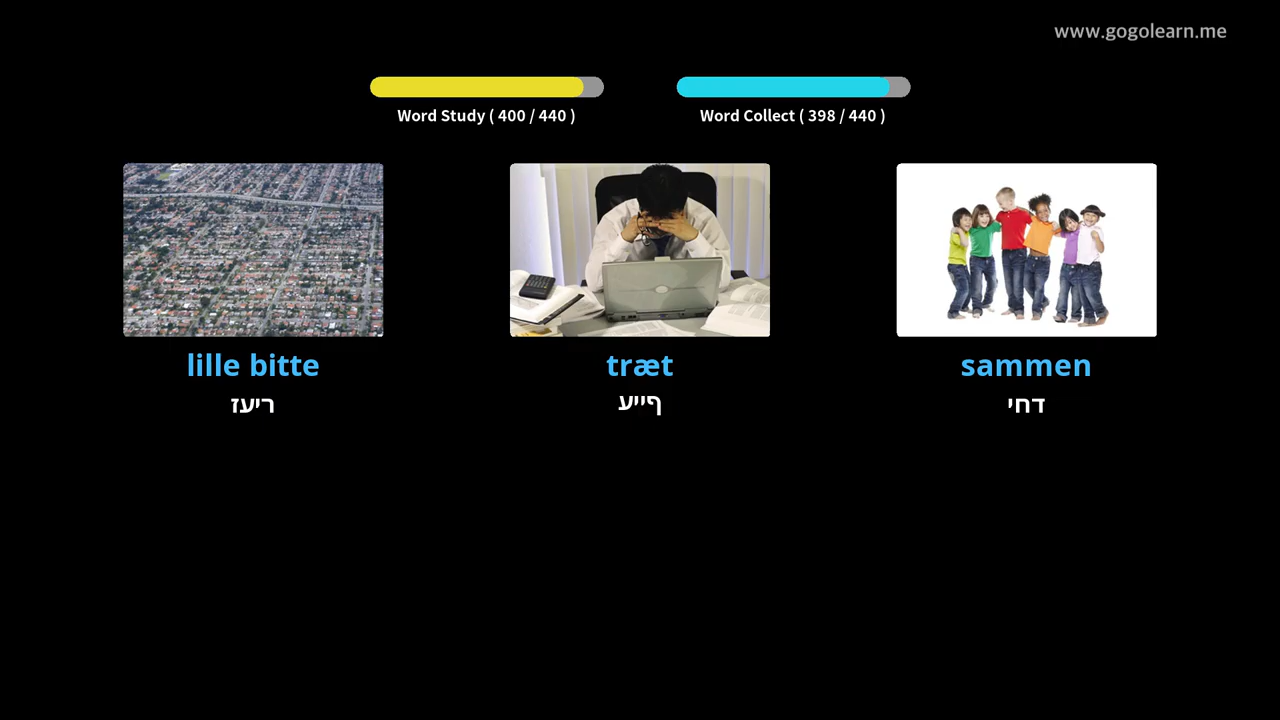 www.gogolearn.me
Word Study ( 400 / 440 )
Word Collect ( 398 / 440 )
lille bitte
ריעז
træt
ףייע
sammen
דחי